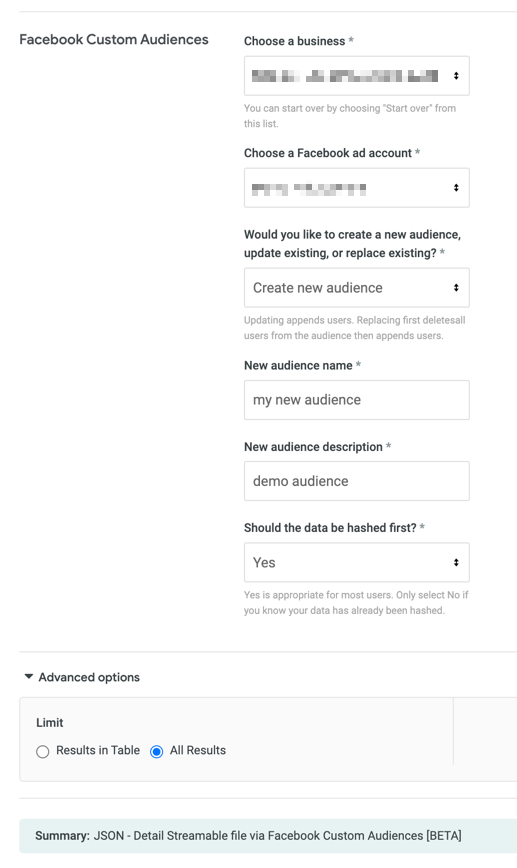 Facebook Custom Audiences
Choose a business *
You can start over by choosing "Start over" from
this list.
Choose a Facebook ad account *
Would you like to create a new audience,
update existing, or replace existing? *
Create new audience
Updating appends users. Replacing first deletesall
users from the audience then appends users.
New audience name *
my new audience
New audience description *
demo audience
Should the data be hashed first? *
Yes
Yes is appropriate for most users. Only select No if
you know your data has already been hashed.
Advanced options
Limit
Results in Table All Results
Summary: JSON - Detail Streamable file via Facebook Custom Audiences [BETA]